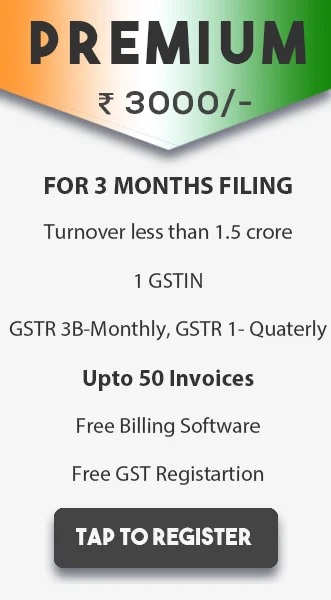 PREMIUM
₹ 3000/-
FOR 3 MONTHS FILING
Turnover less than 1.5 crore
1 GSTIN
GSTR 3B-Monthly, GSTR 1- Quaterly
Upto 50 Invoices
Free Billing Software
Free GST Registartion
TAP TO REGISTER